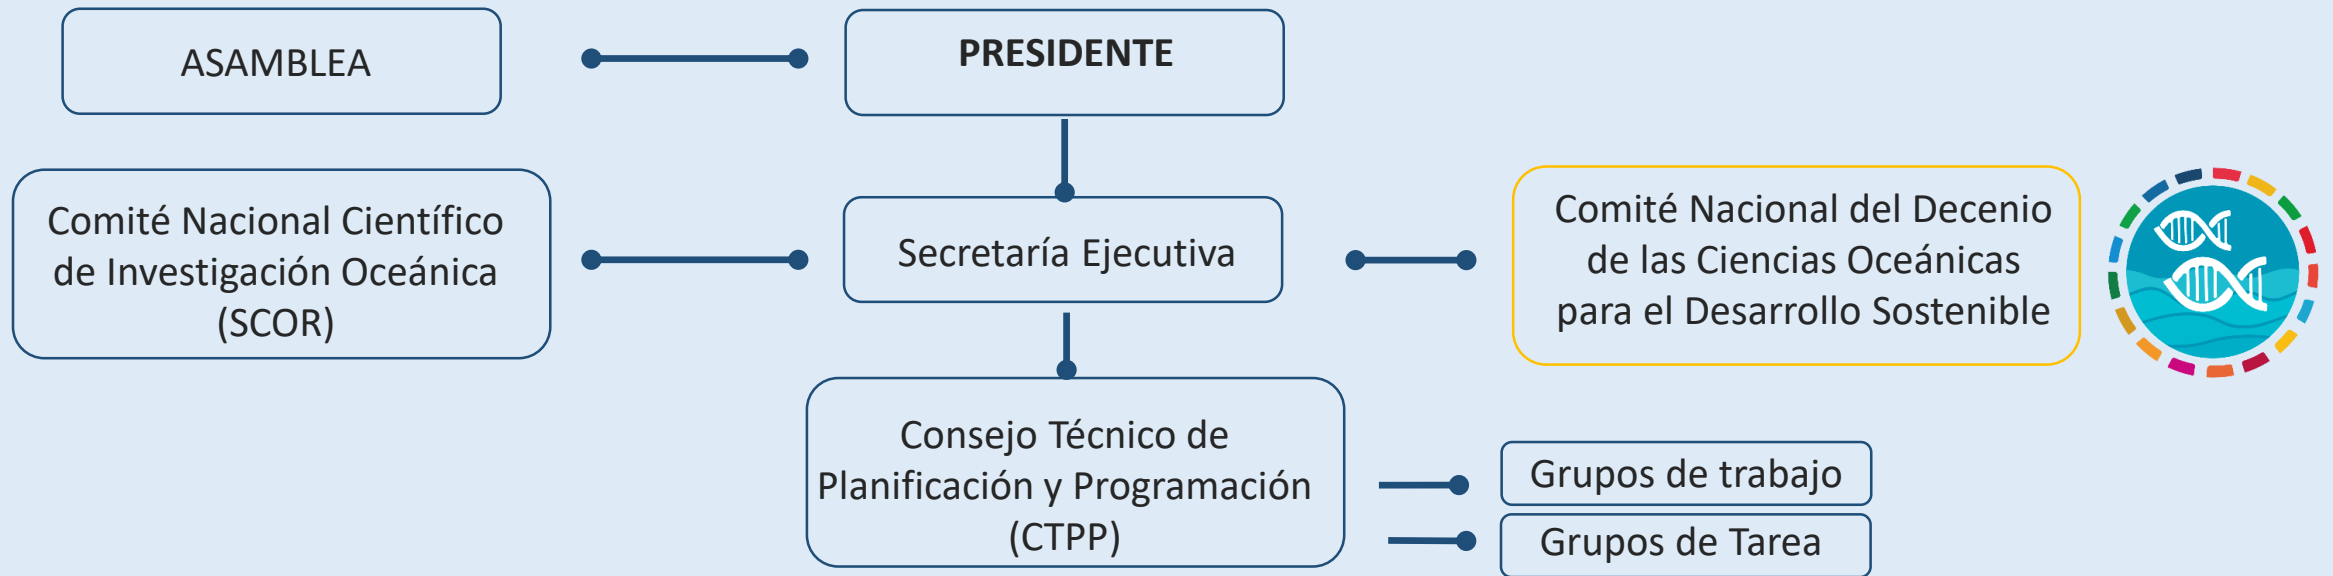 ASAMBLEA
PRESIDENTE
Comité Nacional Científico
de Investigación Oceánica
(SCOR)
Secretaría Ejecutiva
Comité Nacional del Decenio
de las Ciencias Oceánicas
para el Desarrollo Sostenible
Consejo Técnico de
Planificación y Programación
(CTPP)
Grupos de trabajo
Grupos de Tarea